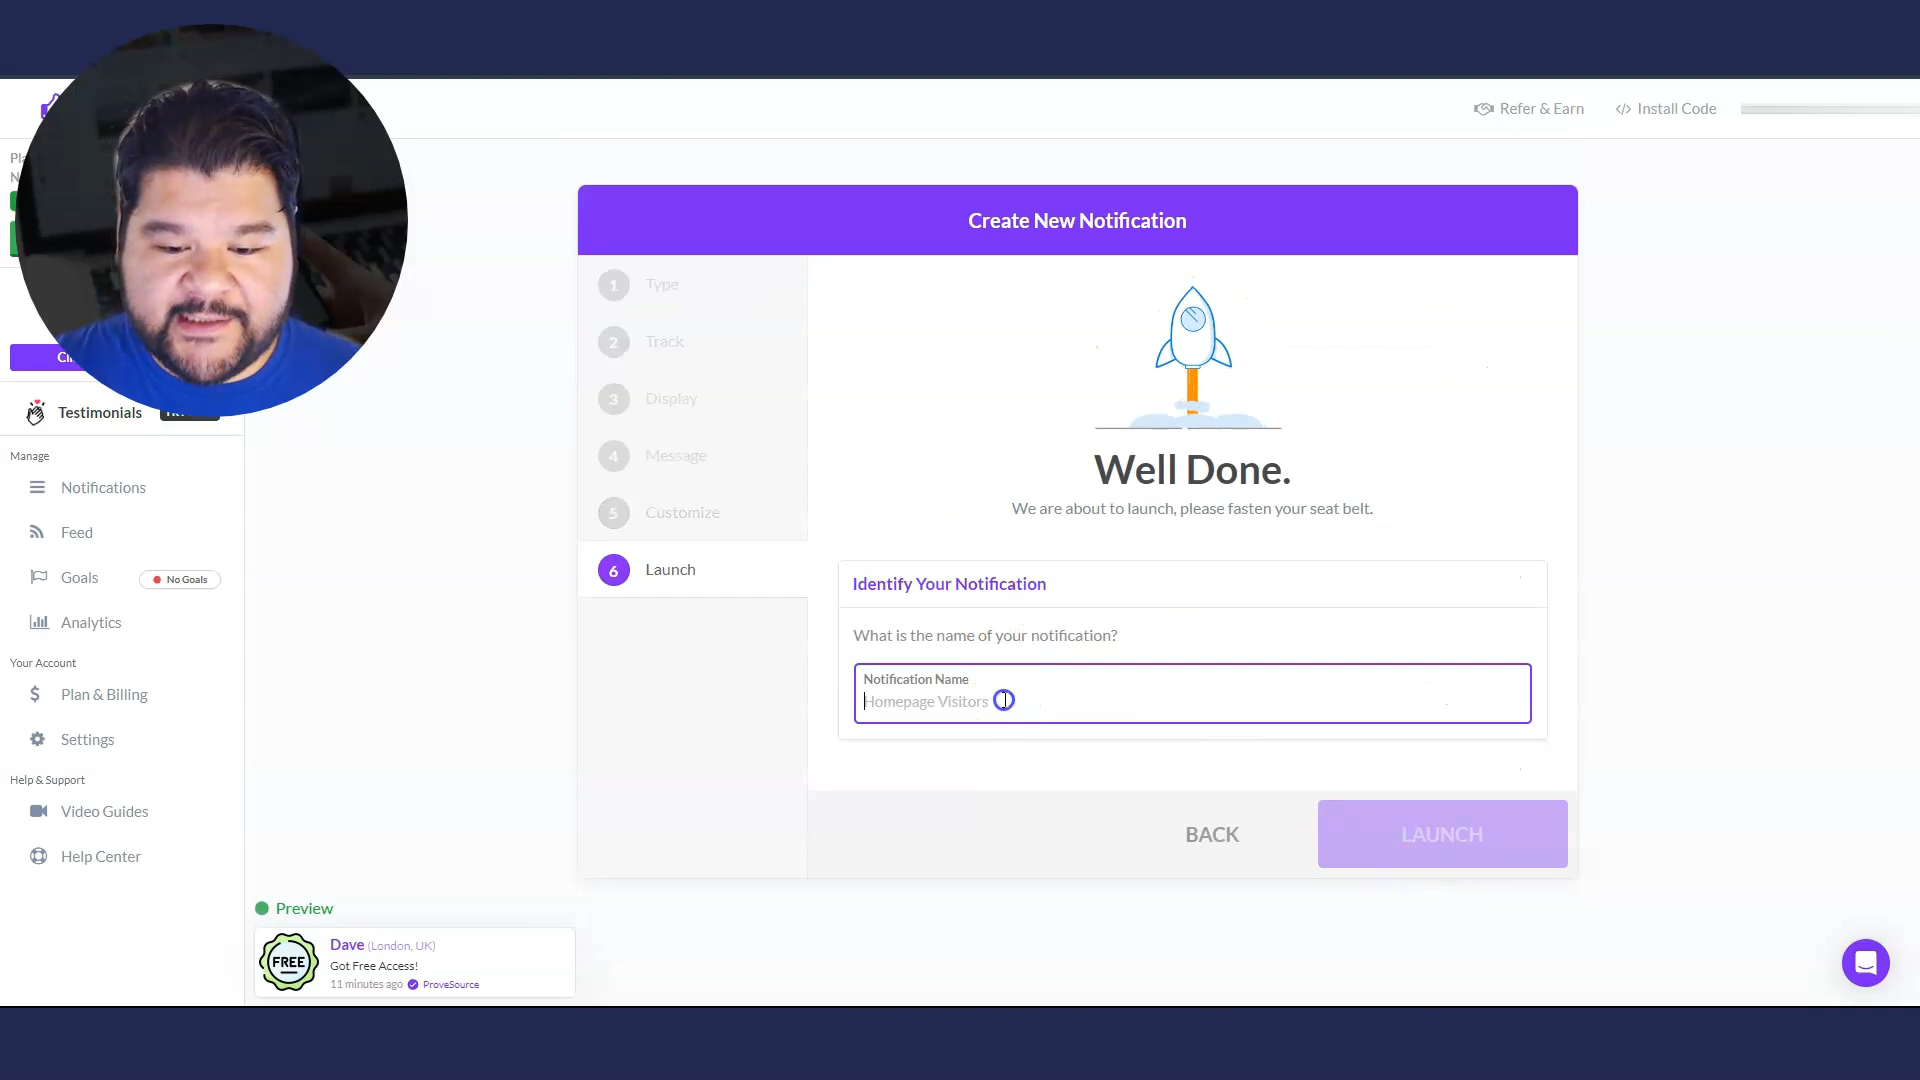 Refer & Earn
Install Code
Create New Notification
1 Type
2 Track
3 Display
4 Message
5 Customize
6 Launch
Well Done.
We are about to launch, please fasten your seat belt.
Identify Your Notification
What is the name of your notification?
Notification Name
Homepage Visitors
BACK
LAUNCH
Testimonials
Manage
Notifications
Feed
Goals
No Goals
Analytics
Your Account
Plan & Billing
Settings
Help & Support
Video Guides
Help Center
Preview
FREE
Dave (London, UK)
Got Free Access!
11 minutes ago ProveSource